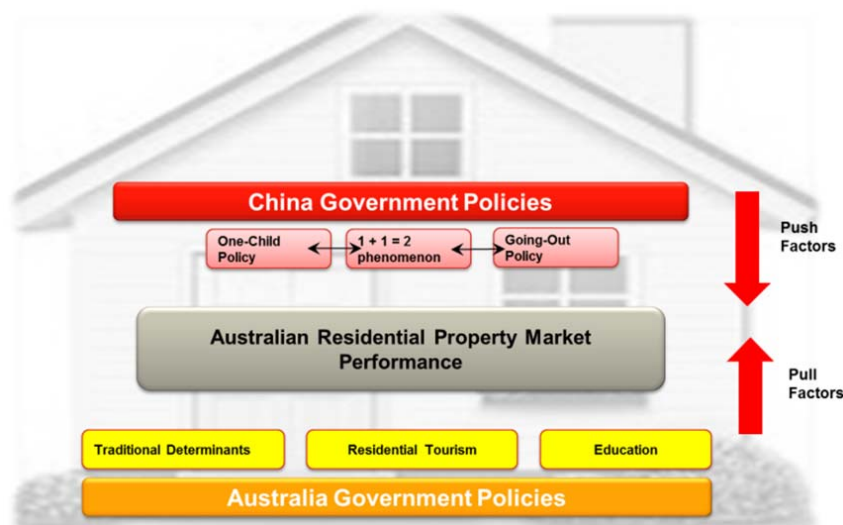 China Government Policies
One-Child
Policy
1 + 1 = 2
phenomenon
Going-Out
Policy
Push
Factors
Australian Residential Property Market
Performance
Pull
Factors
Traditional Determinants
Residential Tourism
Education
Australia Government Policies